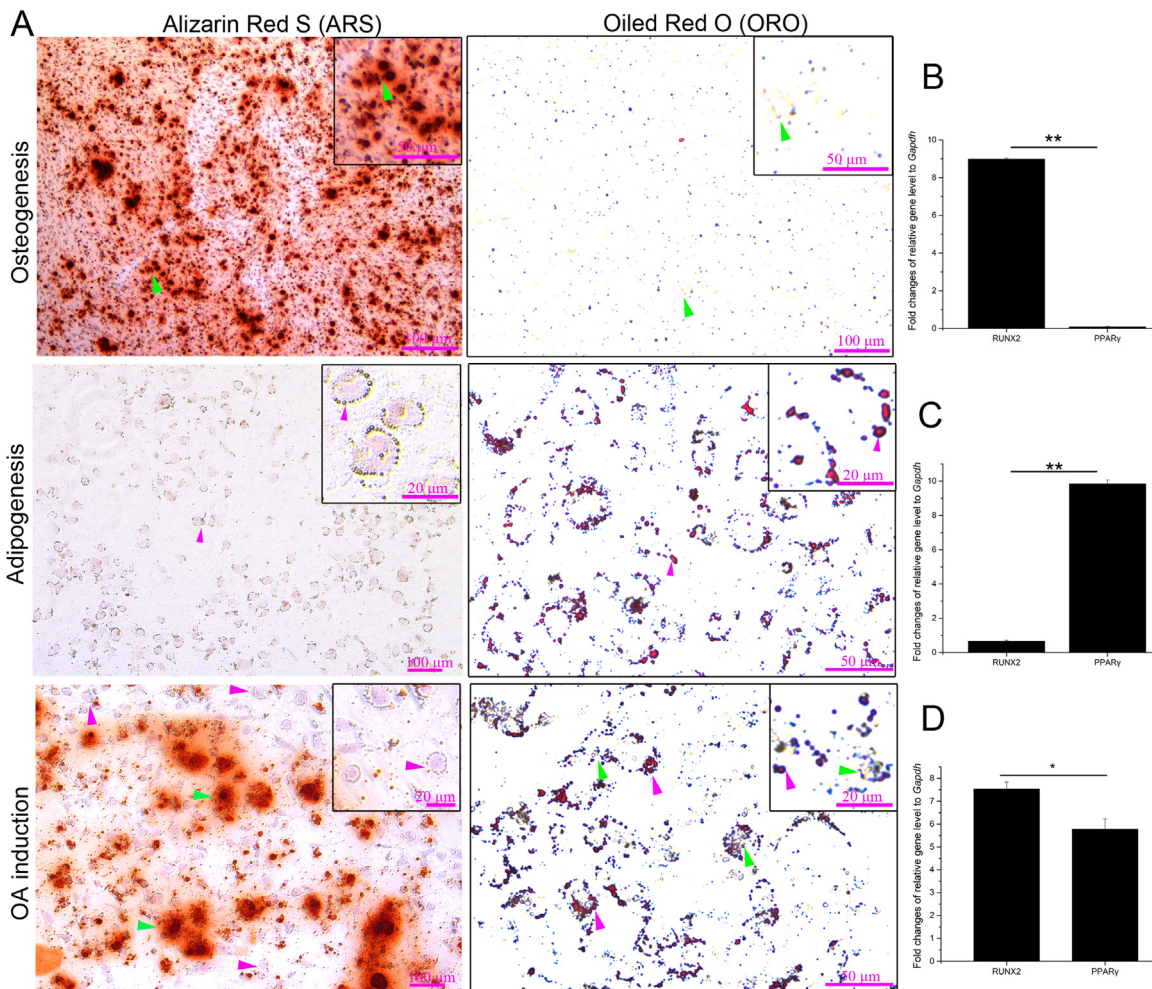 A
Alizarin Red S (ARS)
Oiled Red O (ORO)
Osteogenesis
50 μm
100 μm
50 μm
100 μm
B
Fold changes of relative gene level to Gapdh
10
9
8
6
4
2
0
**
RUNX2
PPARγ
Adipogenesis
20 μm
100 μm
20 μm
50 μm
C
Fold changes of relative gene level to Gapdh
10
8
6
4
2
0
**
RUNX2
PPARγ
OA induction
20 μm
100 μm
20 μm
50 μm
D
Fold changes of relative gene level to Gapdh
8
7
6
5
4
3
2
1
0
*
RUNX2
PPARγ